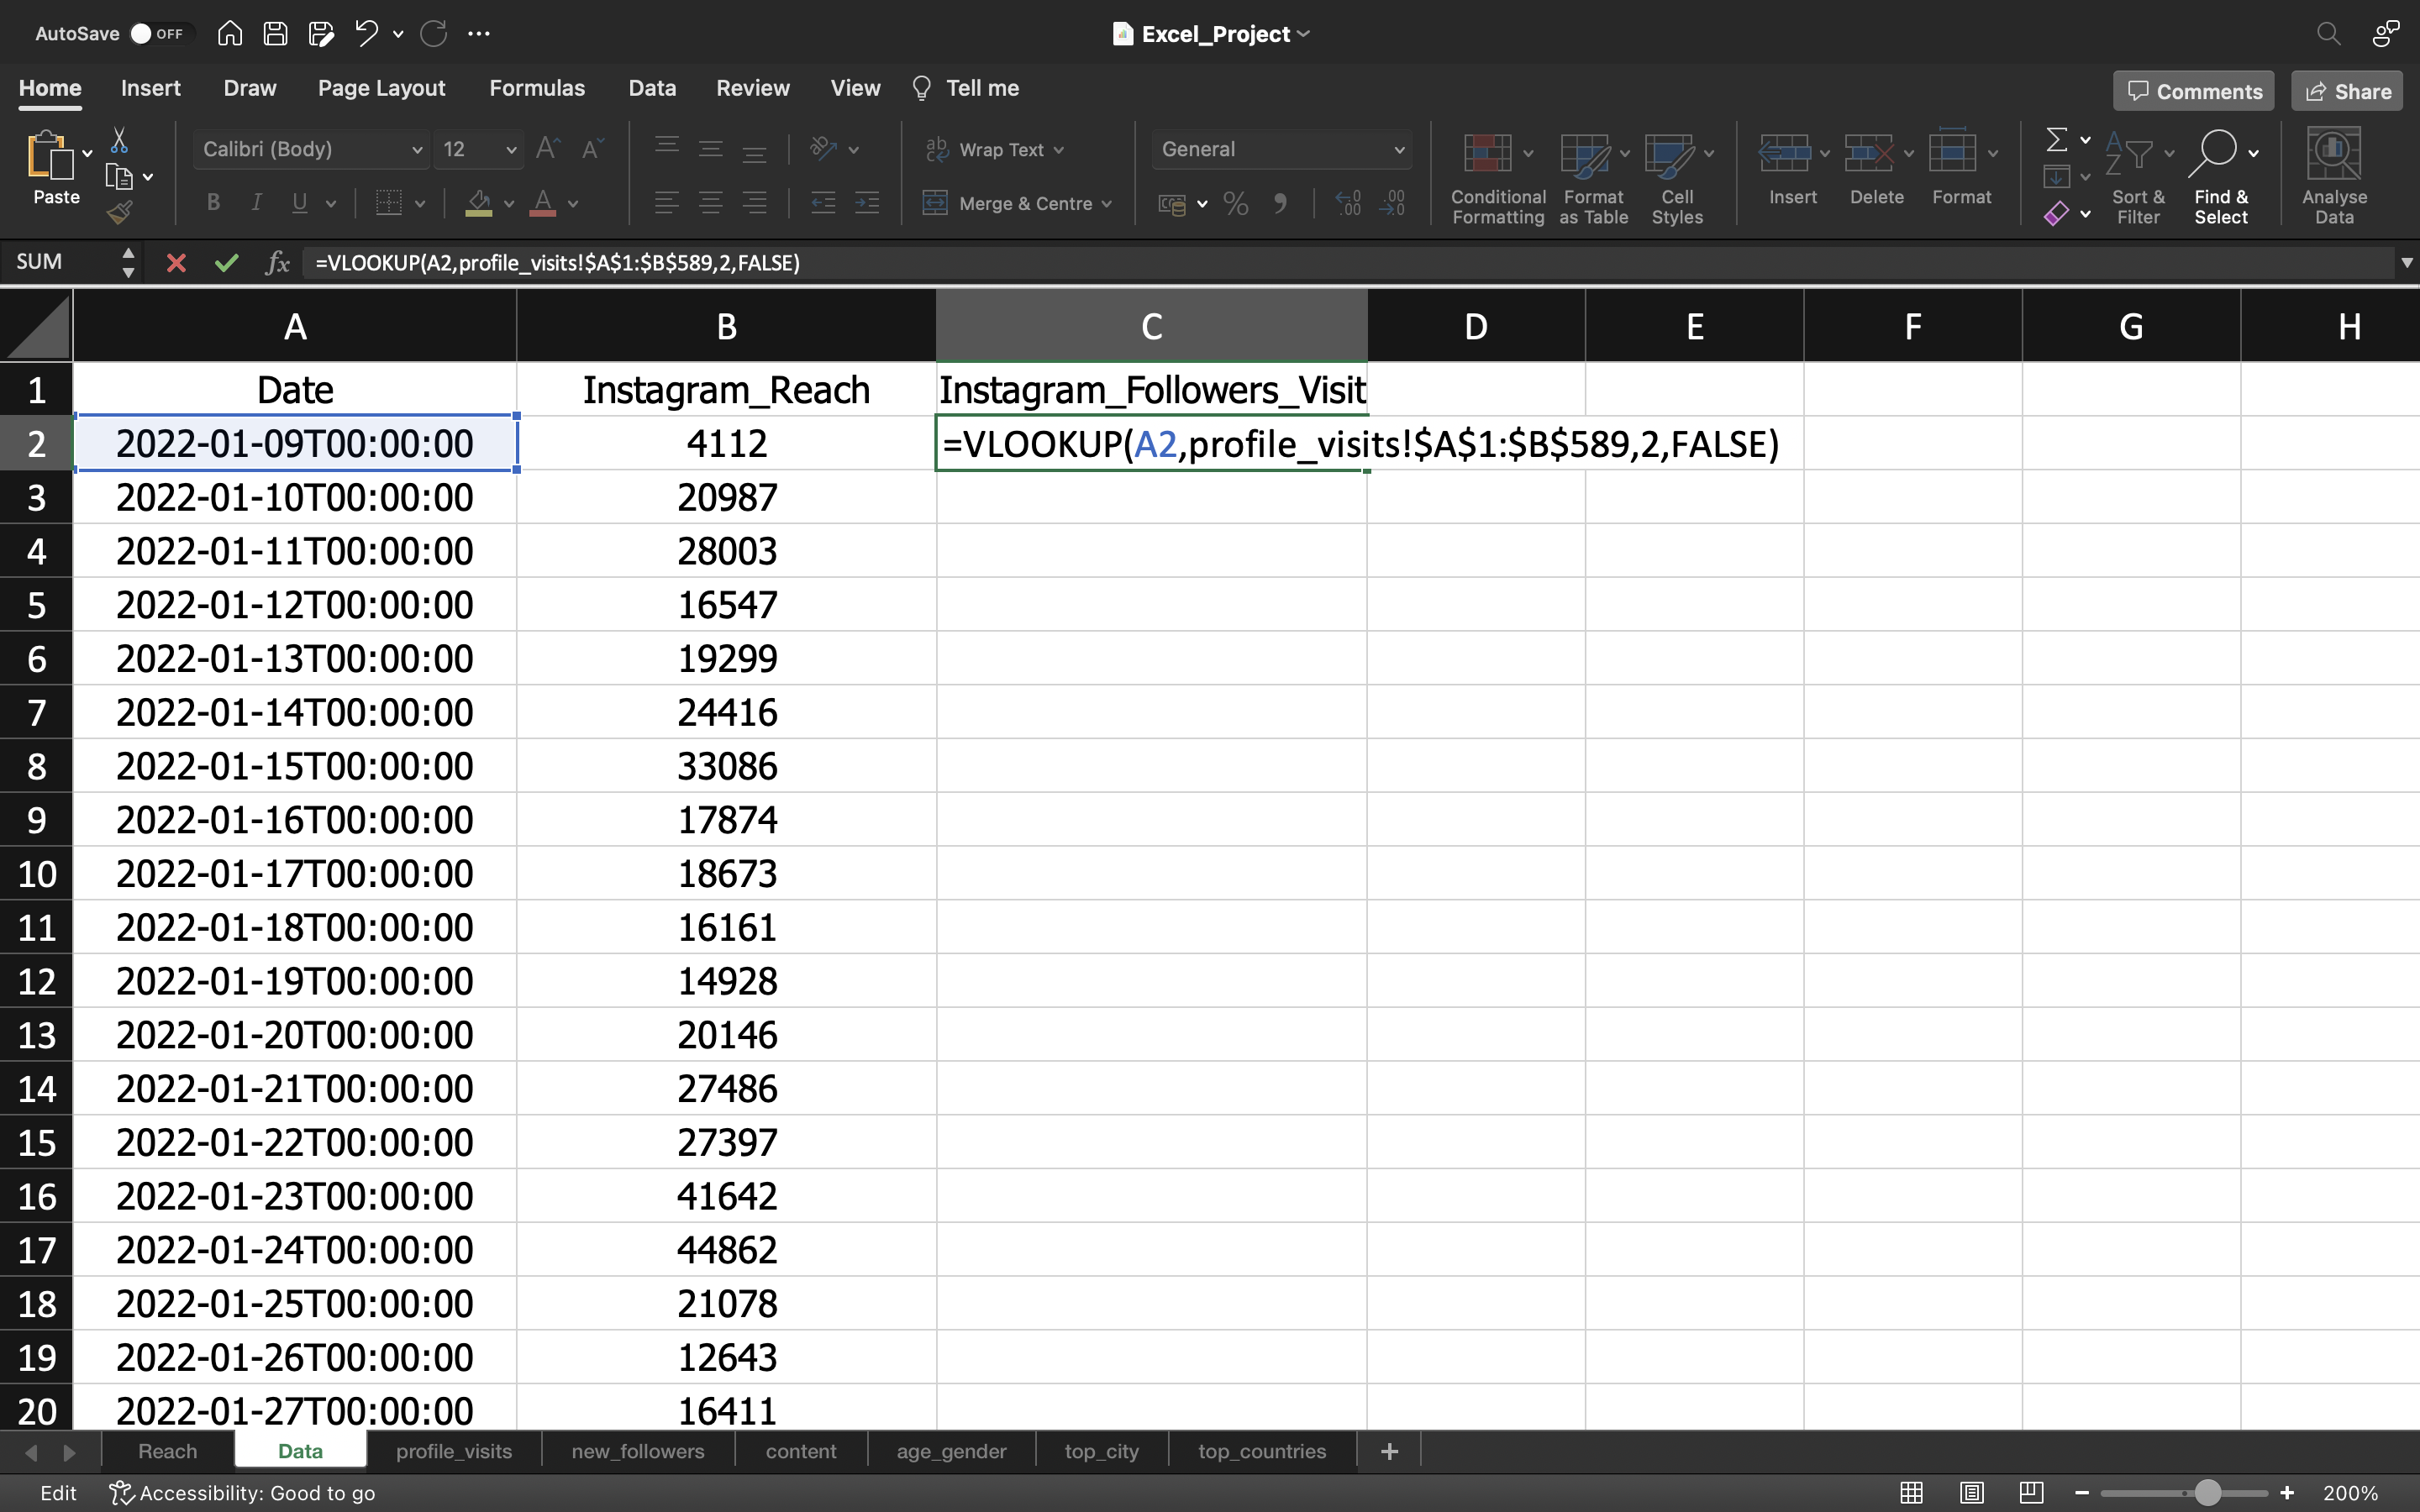 AutoSave OFF Excel_Project
Home Insert Draw Page Layout Formulas Data Review View Tell me Comments Share
Calibri (Body) 12 A A ab Wrap Text General A Z
Paste B I U A Merge & Centre % .00 .00 Conditional Formatting Format as Table Cell Styles Insert Delete Format Sort & Filter Find & Select Analyse Data
SUM fx =VLOOKUP(A2,profile_visits!$A$1:$B$589,2,FALSE)
A B C D E F G H
1 Date Instagram_Reach Instagram_Followers_Visit
2 2022-01-09T00:00:00 4112 =VLOOKUP(A2,profile_visits!$A$1:$B$589,2,FALSE)
3 2022-01-10T00:00:00 20987
4 2022-01-11T00:00:00 28003
5 2022-01-12T00:00:00 16547
6 2022-01-13T00:00:00 19299
7 2022-01-14T00:00:00 24416
8 2022-01-15T00:00:00 33086
9 2022-01-16T00:00:00 17874
10 2022-01-17T00:00:00 18673
11 2022-01-18T00:00:00 16161
12 2022-01-19T00:00:00 14928
13 2022-01-20T00:00:00 20146
14 2022-01-21T00:00:00 27486
15 2022-01-22T00:00:00 27397
16 2022-01-23T00:00:00 41642
17 2022-01-24T00:00:00 44862
18 2022-01-25T00:00:00 21078
19 2022-01-26T00:00:00 12643
20 2022-01-27T00:00:00 16411
Reach Data profile_visits new_followers content age_gender top_city top_countries +
Edit Accessibility: Good to go 200%